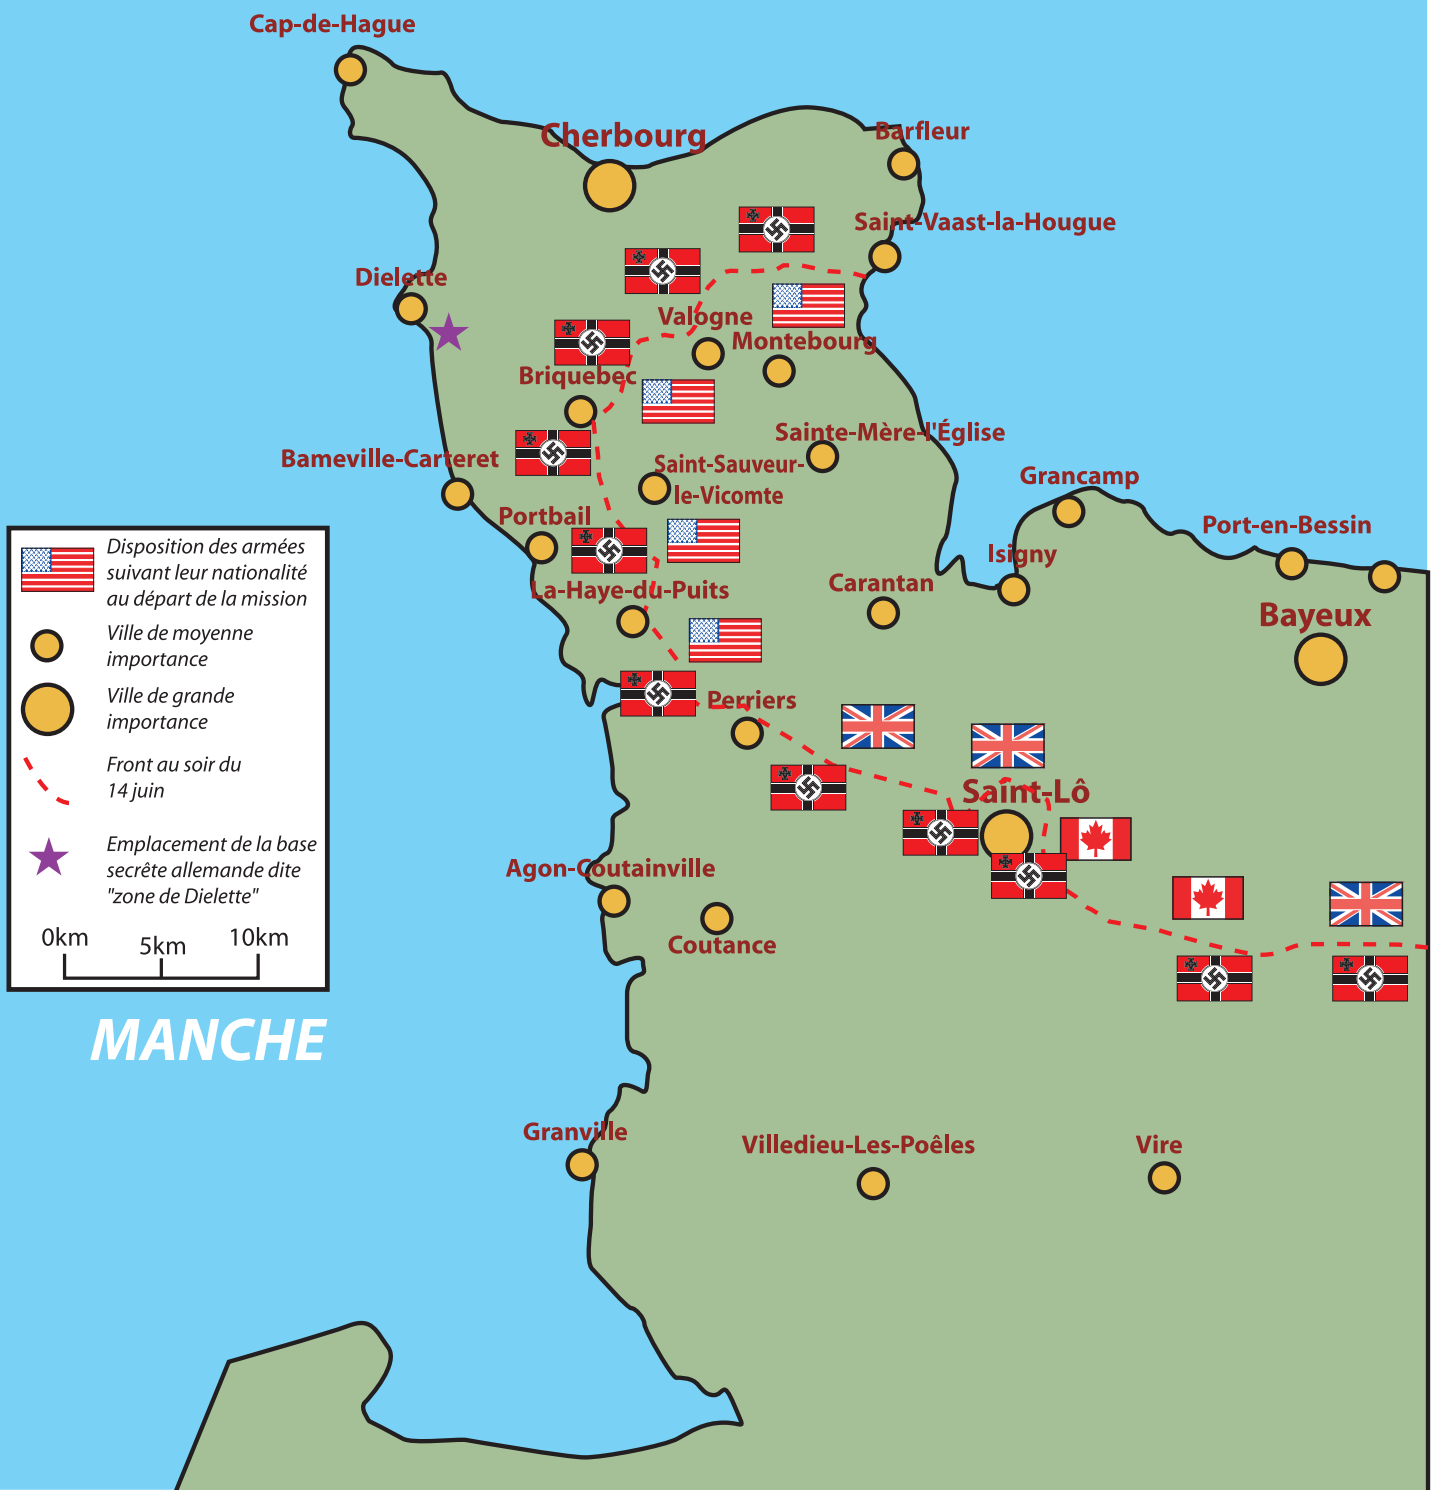 Cap-de-Hague
Cherbourg
Barfleur
Saint-Vaast-la-Hougue
Dielette
Valogne
Montebourg
Briquebec
Sainte-Mère-l'Église
Bameville-Carteret
Saint-Sauveur-
le-Vicomte
Grancamp
Portbail
Port-en-Bessin
Isigny
La-Haye-du-Puits
Carantan
Bayeux
Perriers
Saint-Lô
Agon-Coutainville
Coutance
Granville
Villedieu-Les-Poêles
Vire
Disposition des armées
suivant leur nationalité
au départ de la mission
Ville de moyenne
importance
Ville de grande
importance
Front au soir du
14 juin
Emplacement de la base
secrête allemande dite
"zone de Dielette"
0km
5km
10km
MANCHE